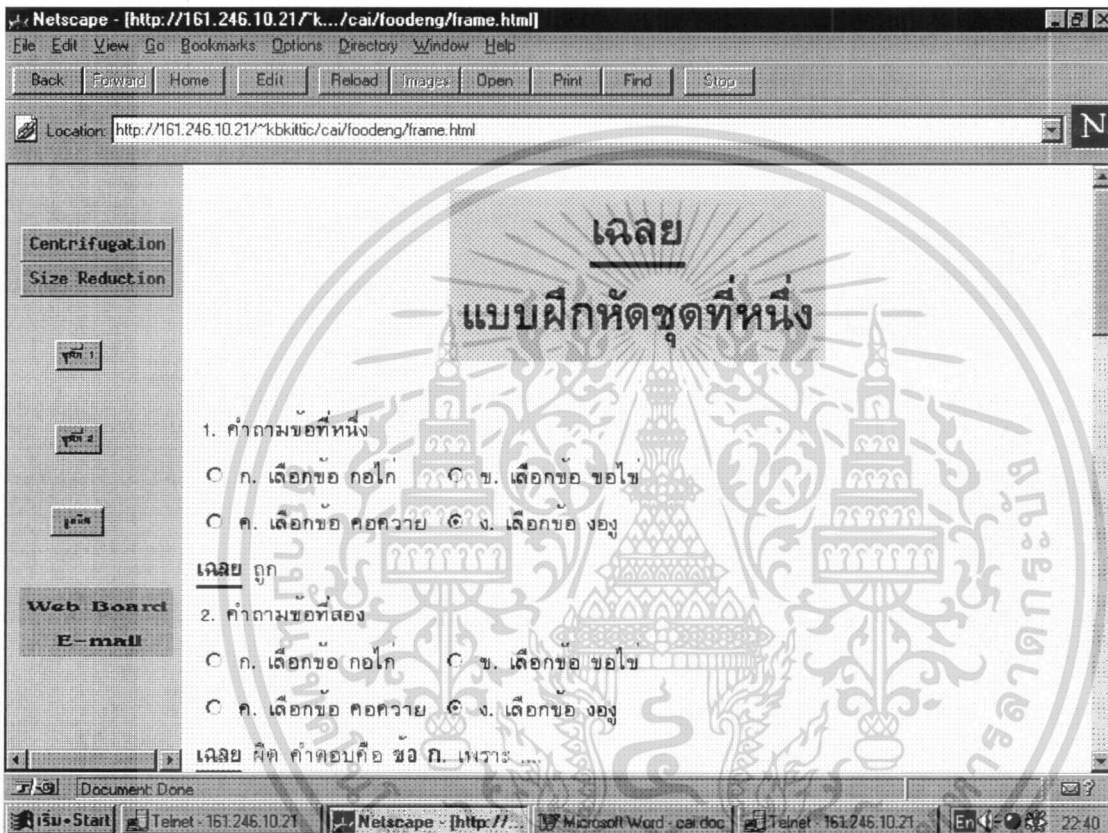 Netscape - [http://161.246.10.21/~k.../cai/foodeng/frame.html]
File Edit View Go Bookmarks Options Directory Window Help
Back Forward Home Edit Reload Images Open Print Find Stop
Location: http://161.246.10.21/~kbkittic/cai/foodeng/frame.html
N
Centrifugation
Size Reduction
ชุดที่ 1
ชุดที่ 2
Web Board
E-mail
เฉลย
แบบฝึกหัดชุดที่หนึ่ง
1. คำถามข้อที่หนึ่ง
ก. เลือกข้อ กอไก่ ข. เลือกข้อ ขอไข่
ค. เลือกข้อ คอควาย ง. เลือกข้อ งองู
เฉลย ถูก
2. คำถามข้อที่สอง
ก. เลือกข้อ กอไก่ ข. เลือกข้อ ขอไข่
ค. เลือกข้อ คอควาย ง. เลือกข้อ งองู
เฉลย ผิด คำตอบคือ ข้อ ก. เพราะ ....
Document: Done
เริ่ม-Start Telnet - 161.246.10.21 Netscape - [http://... Microsoft Word - cai.doc Telnet - 161.246.10.21 En 22:40